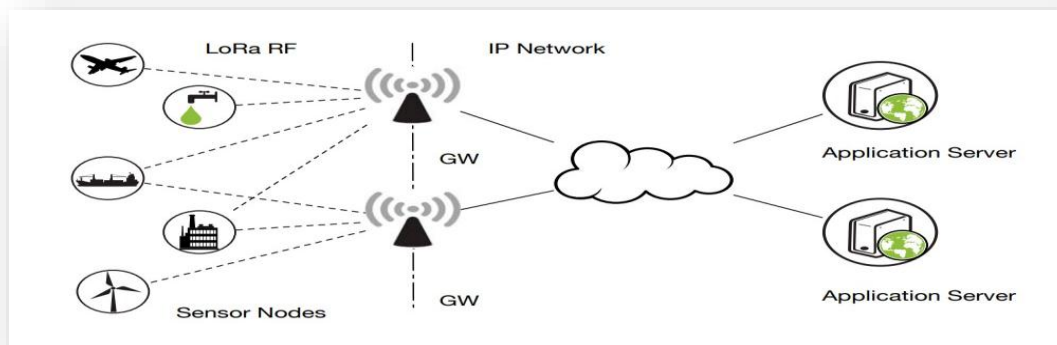 LoRa RF
IP Network
GW
Application Server
GW
Application Server
Sensor Nodes